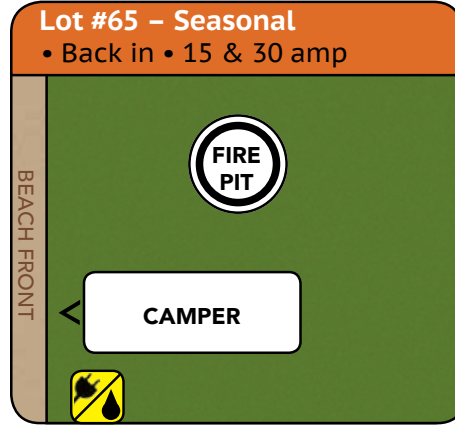 Lot #65 – Seasonal
• Back in • 15 & 30 amp
FIRE
PIT
BEACH FRONT
CAMPER